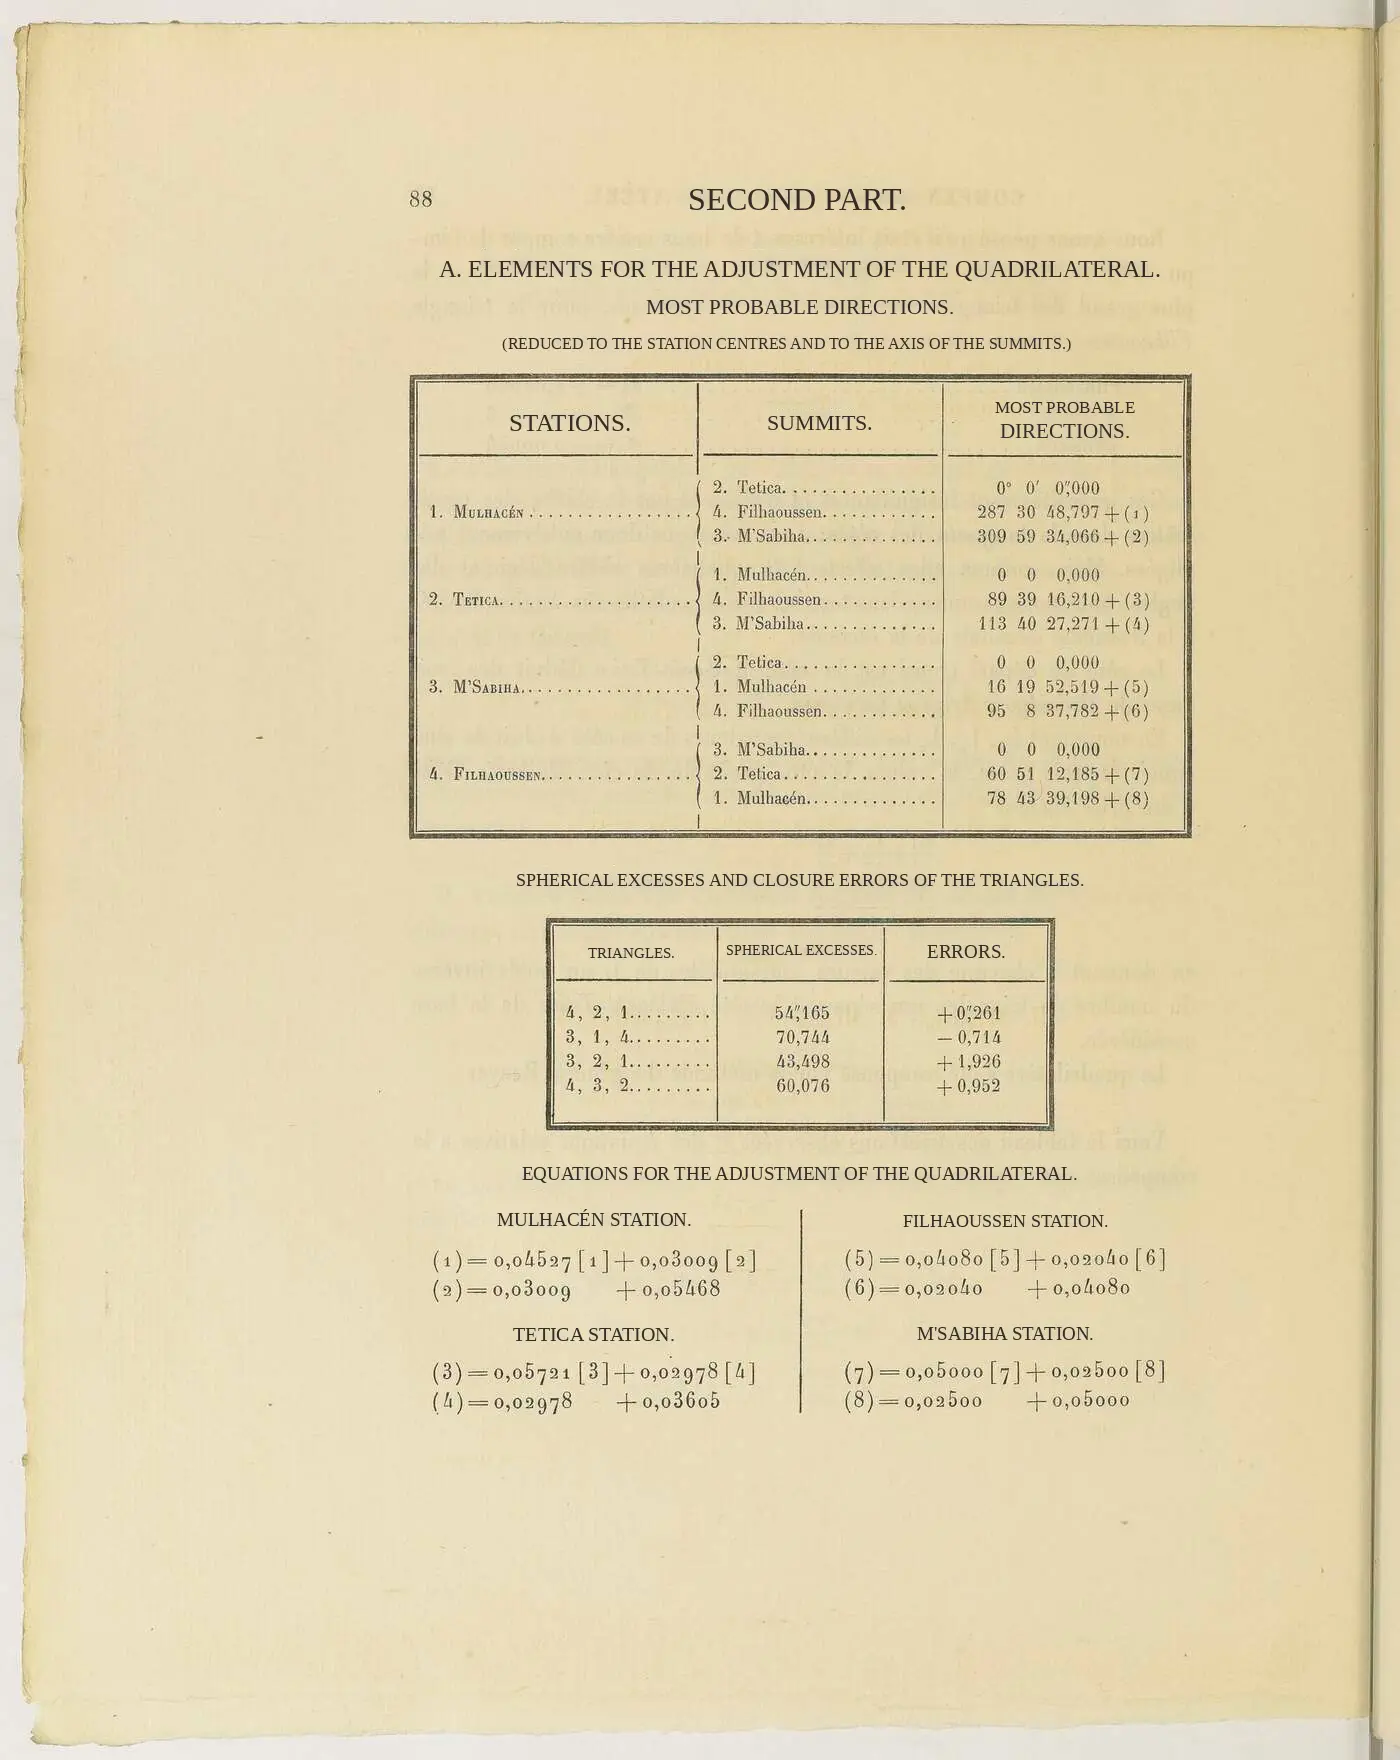 88
SECOND PART.
A. ELEMENTS FOR THE ADJUSTMENT OF THE QUADRILATERAL.
MOST PROBABLE DIRECTIONS.
(REDUCED TO THE STATION CENTRES AND TO THE AXIS OF THE SUMMITS.)
STATIONS. SUMMITS. MOST PROBABLE DIRECTIONS.
2. Tetica................ 0° 0′ 0″,000
1. MULHACÉN................. 4. Filhaoussen............ 287 30 48,797 + (1)
3. M'Sabiha.............. 309 59 34,066 + (2)
1. Mulhacén.............. 0 0 0,000
2. TETICA.................... 4. Filhaoussen............ 89 39 16,210 + (3)
3. M'Sabiha.............. 113 40 27,271 + (4)
2. Tetica................ 0 0 0,000
3. M'SABIHA.................. 1. Mulhacén............. 16 19 52,519 + (5)
4. Filhaoussen............ 95 8 37,782 + (6)
3. M'Sabiha.............. 0 0 0,000
4. FILHAOUSSEN................ 2. Tetica................ 60 51 12,185 + (7)
1. Mulhacén.............. 78 43 39,198 + (8)
SPHERICAL EXCESSES AND CLOSURE ERRORS OF THE TRIANGLES.
TRIANGLES. SPHERICAL EXCESSES. ERRORS.
4, 2, 1......... 54″,165 + 0″,261
3, 1, 4......... 70,744 − 0,714
3, 2, 1......... 43,498 + 1,926
4, 3, 2......... 60,076 + 0,952
EQUATIONS FOR THE ADJUSTMENT OF THE QUADRILATERAL.
MULHACÉN STATION.
(1) = 0,04527 [1] + 0,03009 [2]
(2) = 0,03009 + 0,05468
TETICA STATION.
(3) = 0,05721 [3] + 0,02978 [4]
(4) = 0,02978 + 0,03605
FILHAOUSSEN STATION.
(5) = 0,04080 [5] + 0,02040 [6]
(6) = 0,02040 + 0,04080
M'SABIHA STATION.
(7) = 0,05000 [7] + 0,02500 [8]
(8) = 0,02500 + 0,05000